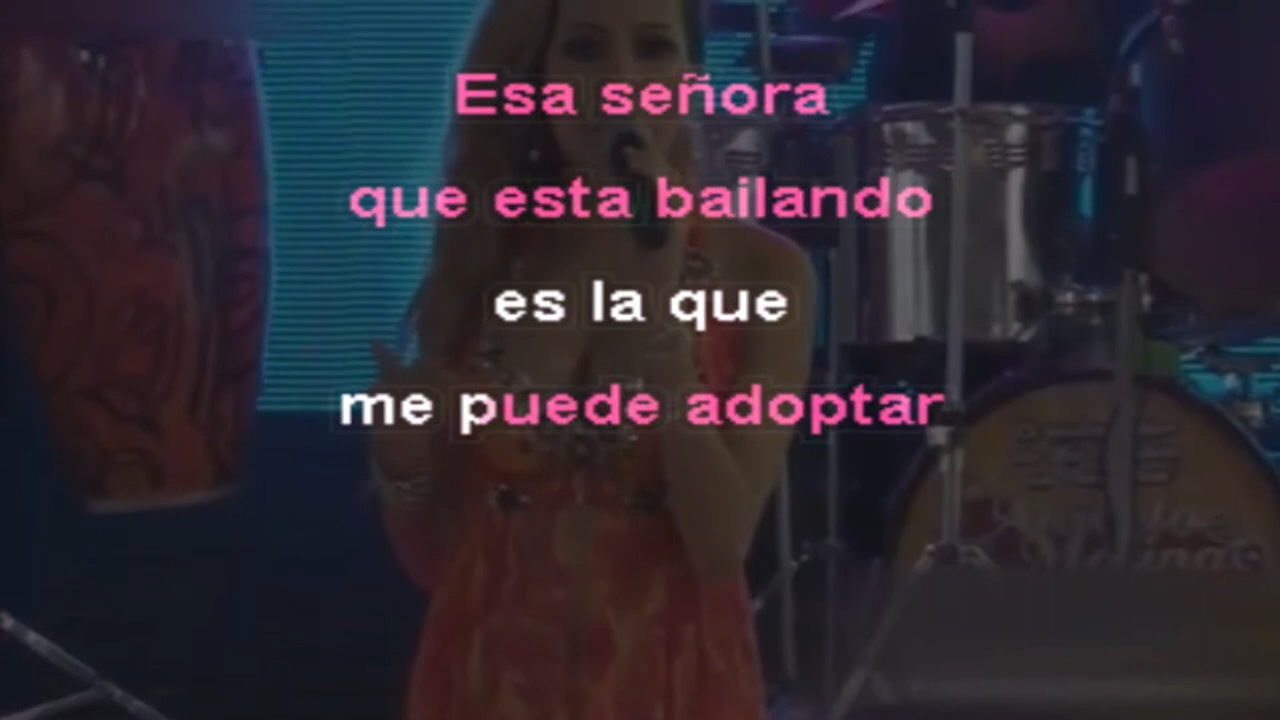 Esa señora
que esta bailando
es la que
me puede adoptar